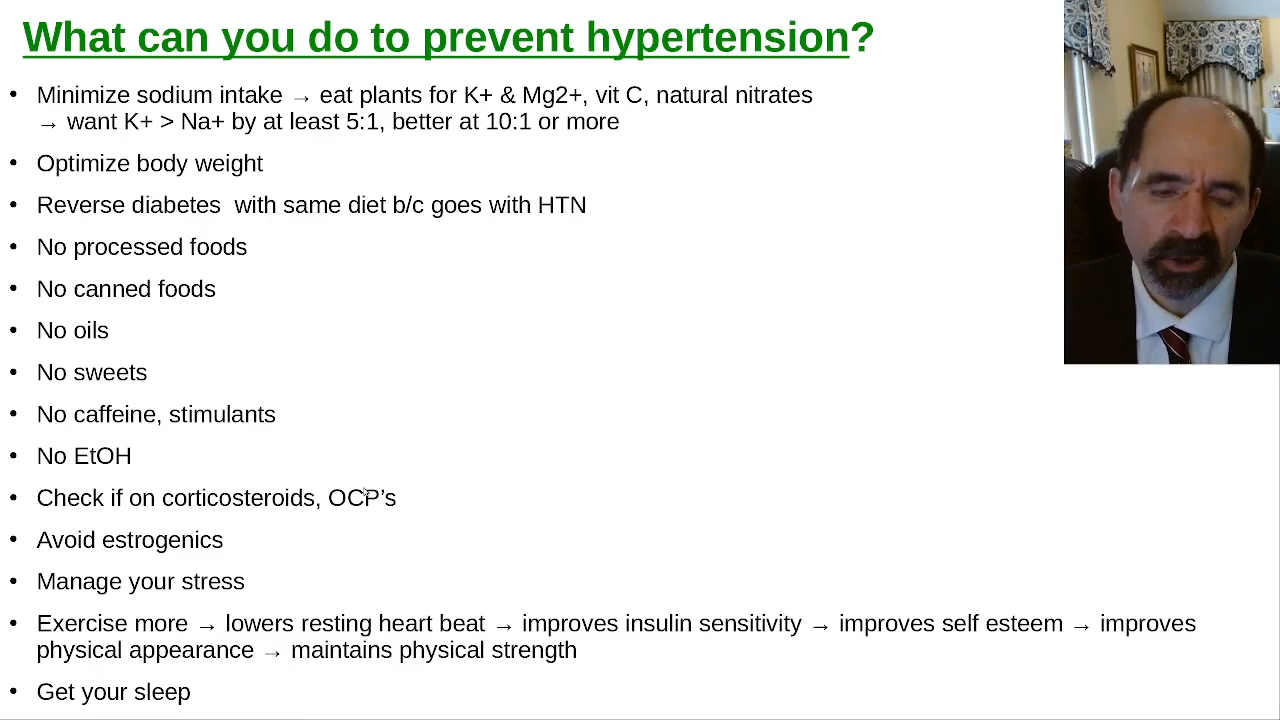 What can you do to prevent hypertension?
• Minimize sodium intake → eat plants for K+ & Mg2+, vit C, natural nitrates
→ want K+ > Na+ by at least 5:1, better at 10:1 or more
• Optimize body weight
• Reverse diabetes  with same diet b/c goes with HTN
• No processed foods
• No canned foods
• No oils
• No sweets
• No caffeine, stimulants
• No EtOH
• Check if on corticosteroids, OCP’s
• Avoid estrogenics
• Manage your stress
• Exercise more → lowers resting heart beat → improves insulin sensitivity → improves self esteem → improves
physical appearance → maintains physical strength
• Get your sleep